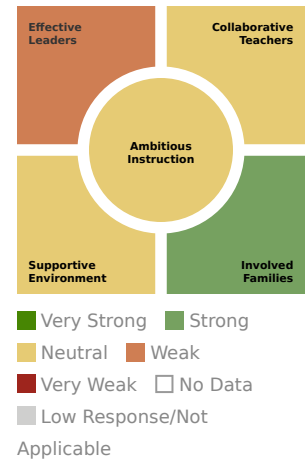 Effective
Leaders
Collaborative
Teachers
Ambitious
Instruction
Supportive
Environment
Involved
Families
Very Strong
Strong
Neutral
Weak
Very Weak
No Data
Low Response/Not
Applicable